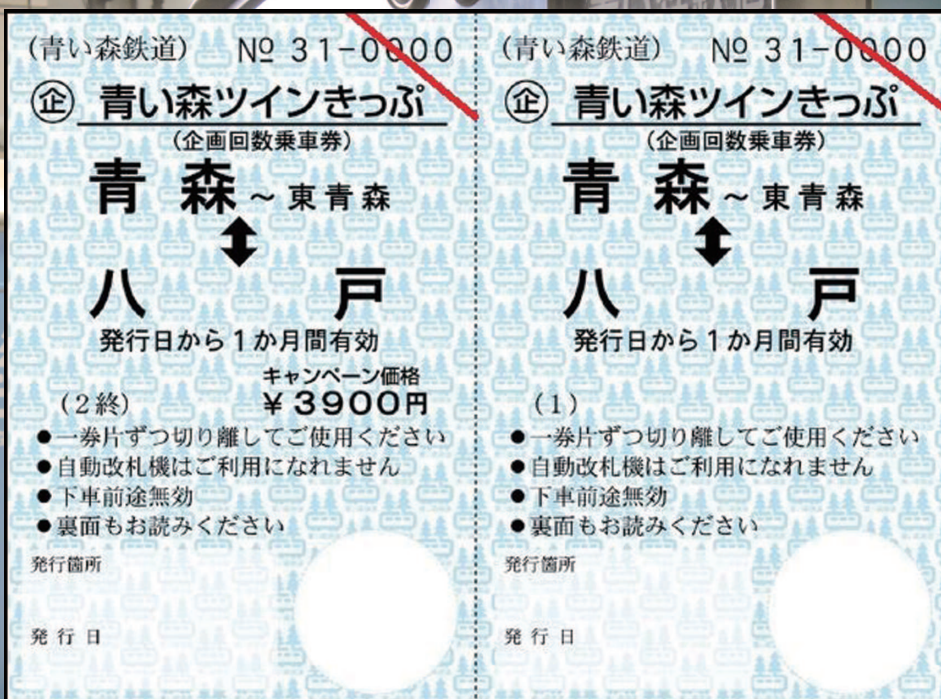 (青い森鉄道) № 31-0000
㊭ 青い森ツインきっぷ
(企画回数乗車券)
青森~東青森
↕
八戸
発行日から1か月間有効
キャンペーン価格
(2終) ¥3900円
●一券片ずつ切り離してご使用ください
●自動改札機はご利用になれません
●下車前途無効
●裏面もお読みください
発行箇所
発行日
(青い森鉄道) № 31-0000
㊭ 青い森ツインきっぷ
(企画回数乗車券)
青森~東青森
↕
八戸
発行日から1か月間有効
(1)
●一券片ずつ切り離してご使用ください
●自動改札機はご利用になれません
●下車前途無効
●裏面もお読みください
発行箇所
発行日